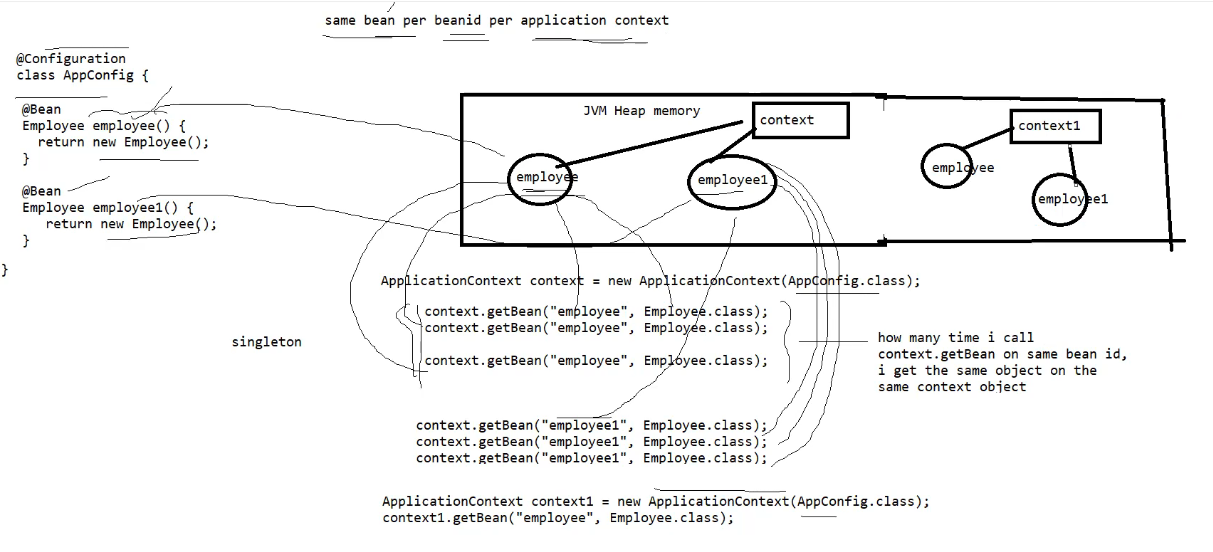 same bean per beanid per application context
@Configuration
class AppConfig {
@Bean
Employee employee() {
return new Employee();
}
@Bean
Employee employee1() {
return new Employee();
}
}
JVM Heap memory
context
employee
employee1
context1
employee
employee1
ApplicationContext context = new ApplicationContext(AppConfig.class);
context.getBean("employee", Employee.class);
context.getBean("employee", Employee.class);
context.getBean("employee", Employee.class);
singleton
how many time i call
context.getBean on same bean id,
i get the same object on the
same context object
context.getBean("employee1", Employee.class);
context.getBean("employee1", Employee.class);
context.getBean("employee1", Employee.class);
ApplicationContext context1 = new ApplicationContext(AppConfig.class);
context1.getBean("employee", Employee.class);